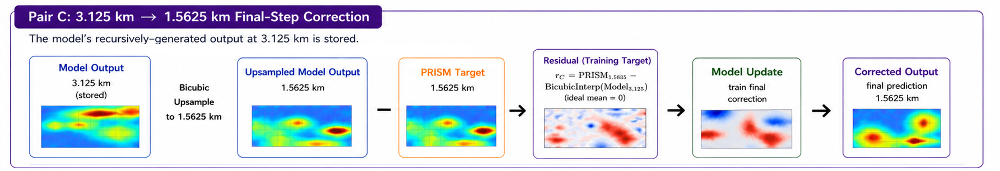 Pair C: 3.125 km → 1.5625 km Final-Step Correction
The model's recursively-generated output at 3.125 km is stored.
Model Output
3.125 km
(stored)
Bicubic
Upsample
to 1.5625 km
Upsampled Model Output
1.5625 km
−
PRISM Target
1.5625 km
→
Residual (Training Target)
r_C = PRISM_1.5685 −
BicubicInterp(Model_3,125)
(ideal mean = 0)
→
Model Update
train final
correction
→
Corrected Output
final prediction
1.5625 km